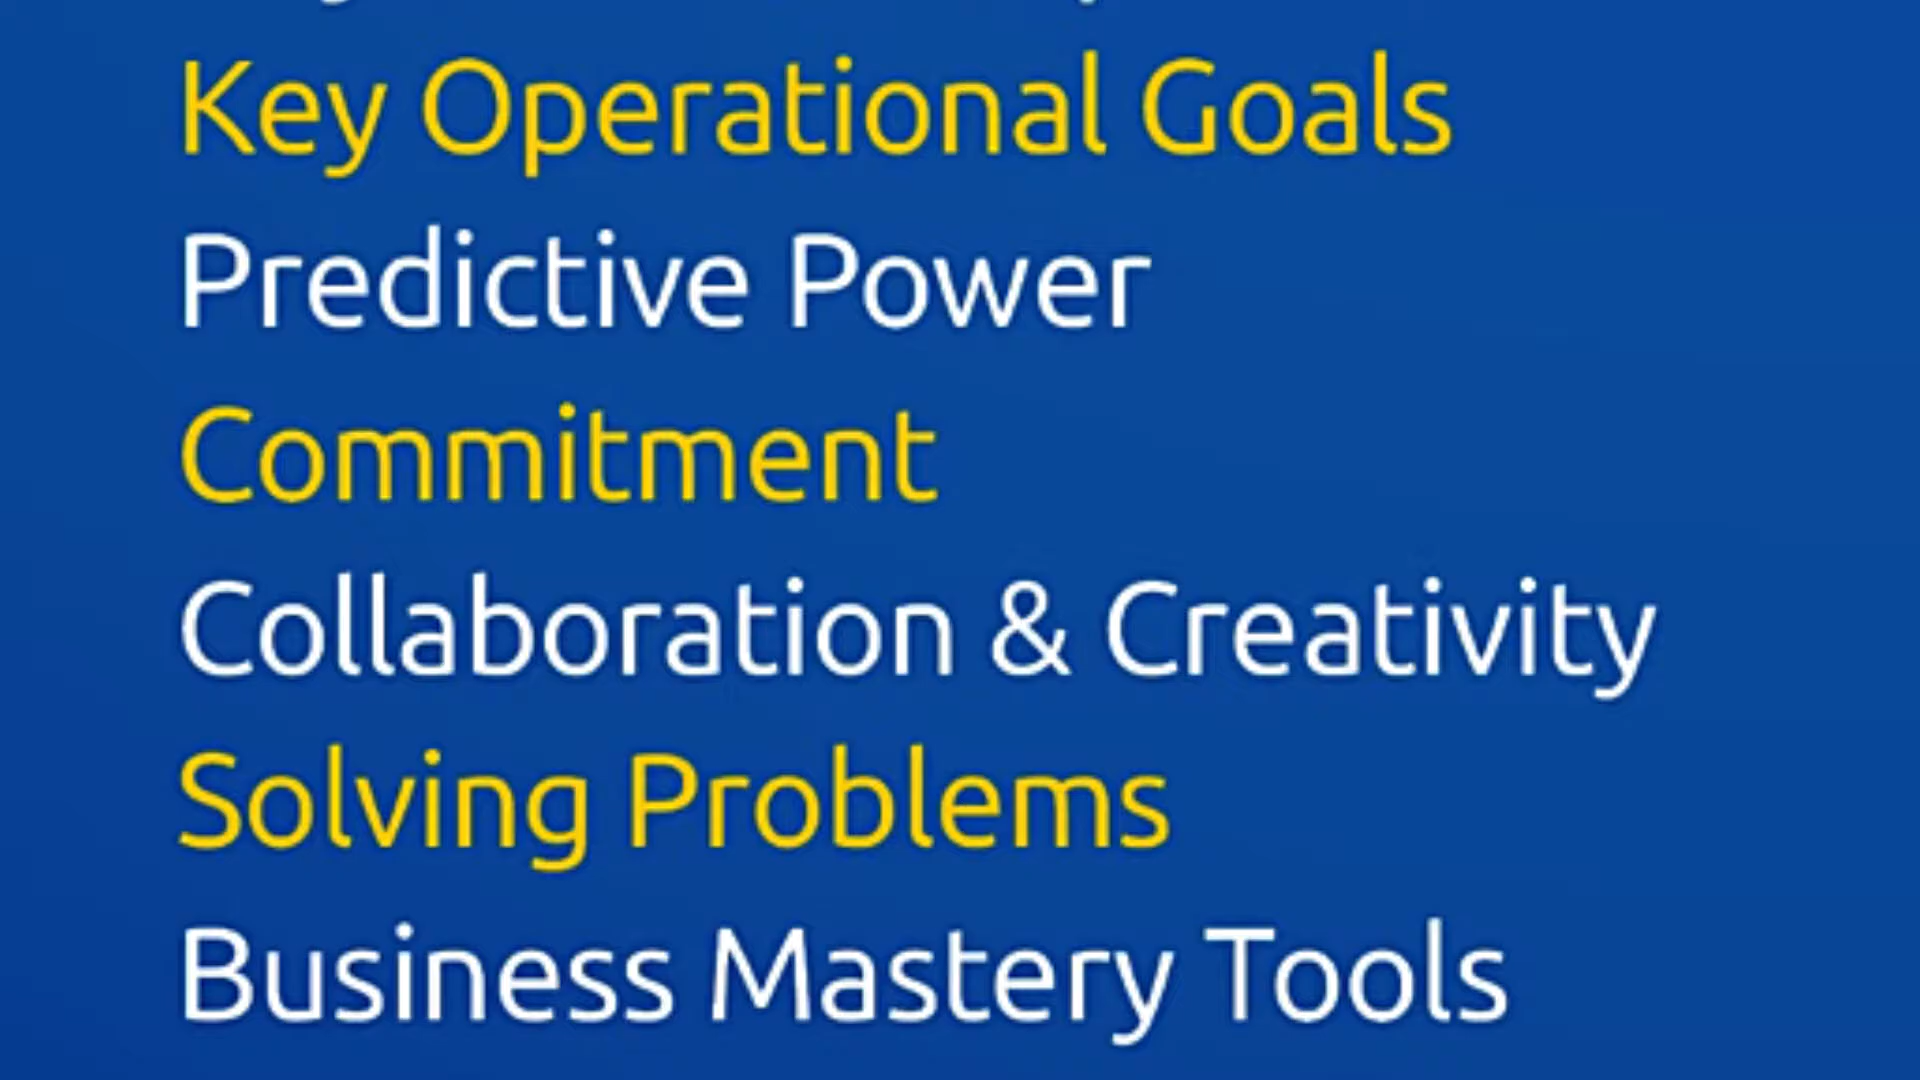 Key Operational Goals
Predictive Power
Commitment
Collaboration & Creativity
Solving Problems
Business Mastery Tools